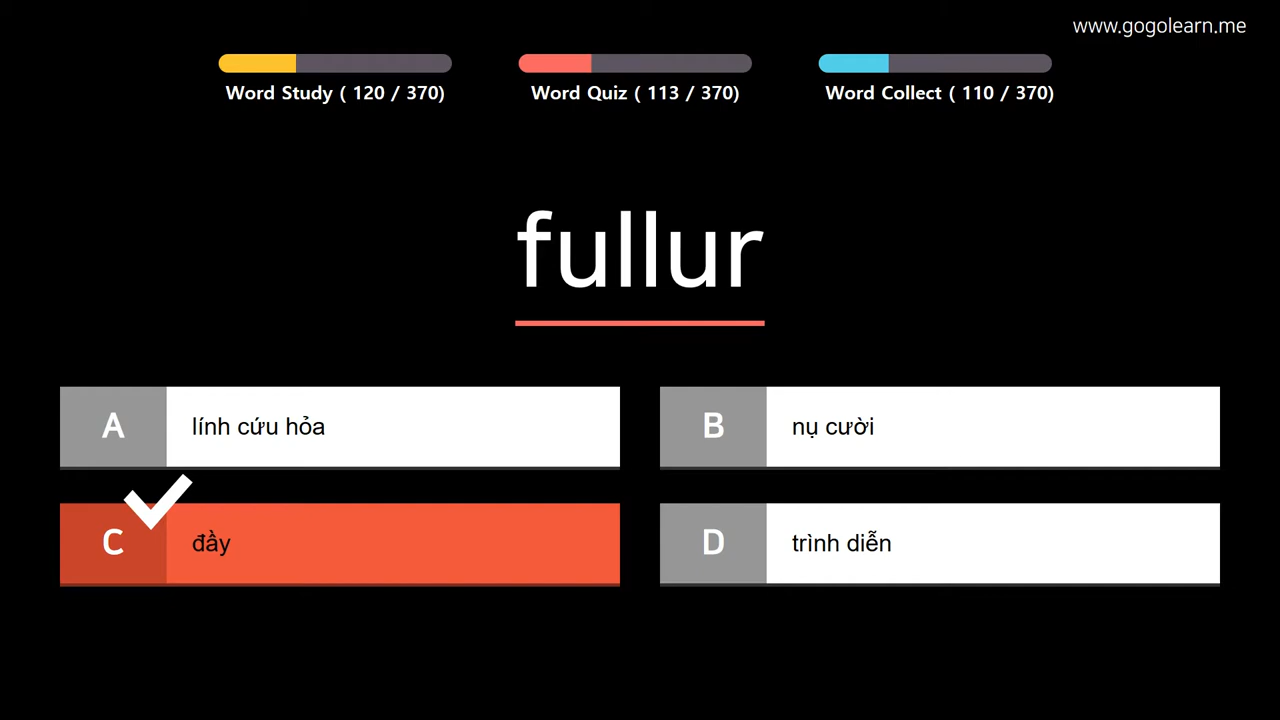 www.gogolearn.me
Word Study ( 120 / 370)
Word Quiz ( 113 / 370)
Word Collect ( 110 / 370)
fullur
A lính cứu hỏa
B nụ cười
C đầy
D trình diễn